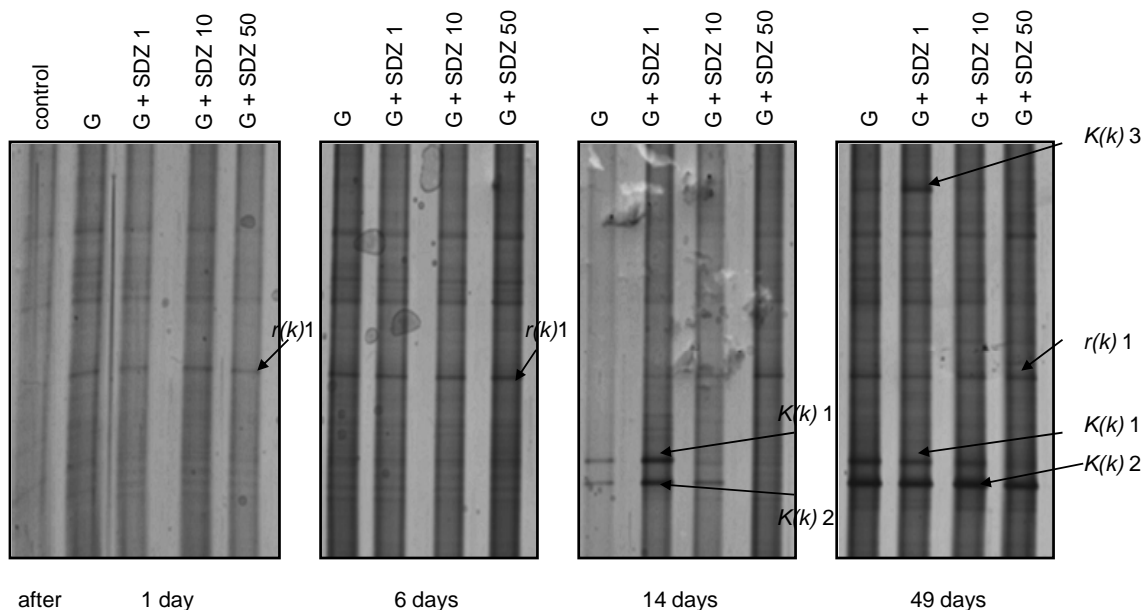 control
G
G + SDZ 1
G + SDZ 10
G + SDZ 50
G
G + SDZ 1
G + SDZ 10
G + SDZ 50
G
G + SDZ 1
G + SDZ 10
G + SDZ 50
G
G + SDZ 1
G + SDZ 10
G + SDZ 50
K(k) 3
r(k)1
r(k)1
r(k) 1
K(k) 1
K(k) 1
K(k) 2
K(k) 2
after 1 day 6 days 14 days 49 days